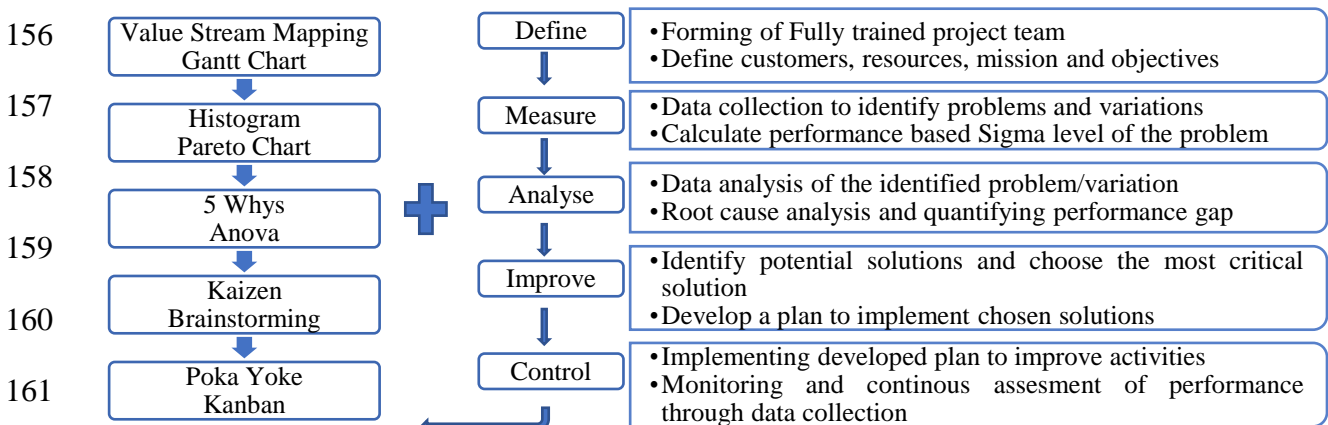 156
Value Stream Mapping
Gantt Chart
Define
•Forming of Fully trained project team
•Define customers, resources, mission and objectives
157
Histogram
Pareto Chart
Measure
•Data collection to identify problems and variations
•Calculate performance based Sigma level of the problem
158
5 Whys
Anova
Analyse
•Data analysis of the identified problem/variation
•Root cause analysis and quantifying performance gap
159
Kaizen
Brainstorming
Improve
•Identify potential solutions and choose the most critical
solution
•Develop a plan to implement chosen solutions
160
Poka Yoke
Kanban
Control
•Implementing developed plan to improve activities
•Monitoring and continous assesment of performance
through data collection
161